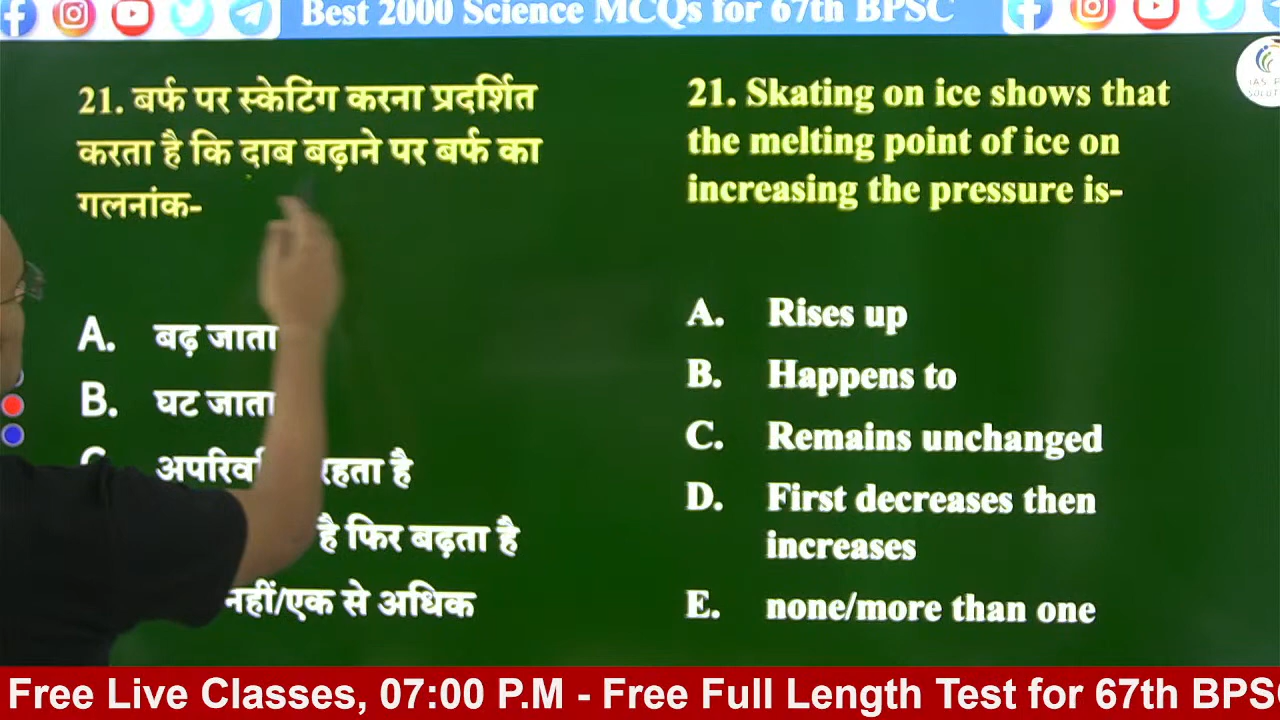 Best 2000 Science MCQs for 67th BPSC
21. बर्फ पर स्केटिंग करना प्रदर्शित
करता है कि दाब बढ़ाने पर बर्फ का
गलनांक-
A. बढ़ जाता
B. घट जाता
रहता है
है फिर बढ़ता है
नहीं/एक से अधिक
21. Skating on ice shows that
the melting point of ice on
increasing the pressure is-
A. Rises up
B. Happens to
C. Remains unchanged
D. First decreases then
increases
E. none/more than one
IAS
Free Live Classes, 07:00 P.M - Free Full Length Test for 67th